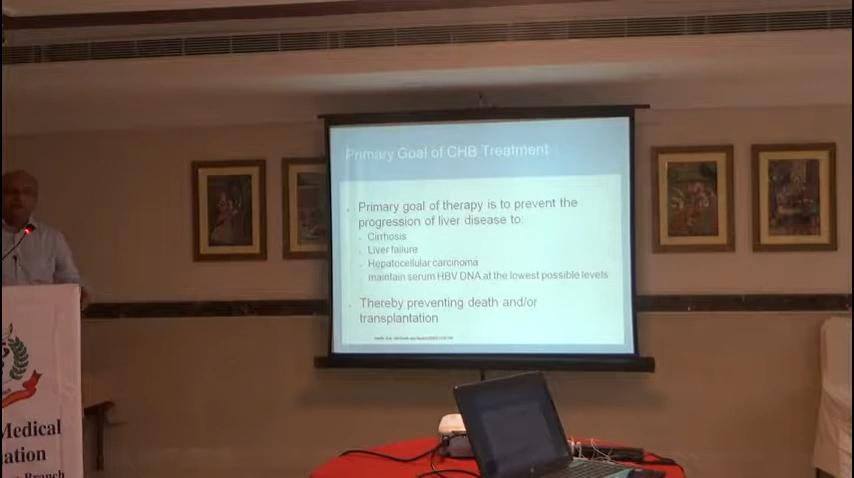 Primary Goal of CHB Treatment
Primary goal of therapy is to prevent the
progression of liver disease to:
Cirrhosis
Liver failure
Hepatocellular carcinoma
maintain serum HBV DNA at the lowest possible levels
Thereby preventing death and/or
transplantation
Medical
ation
Branch